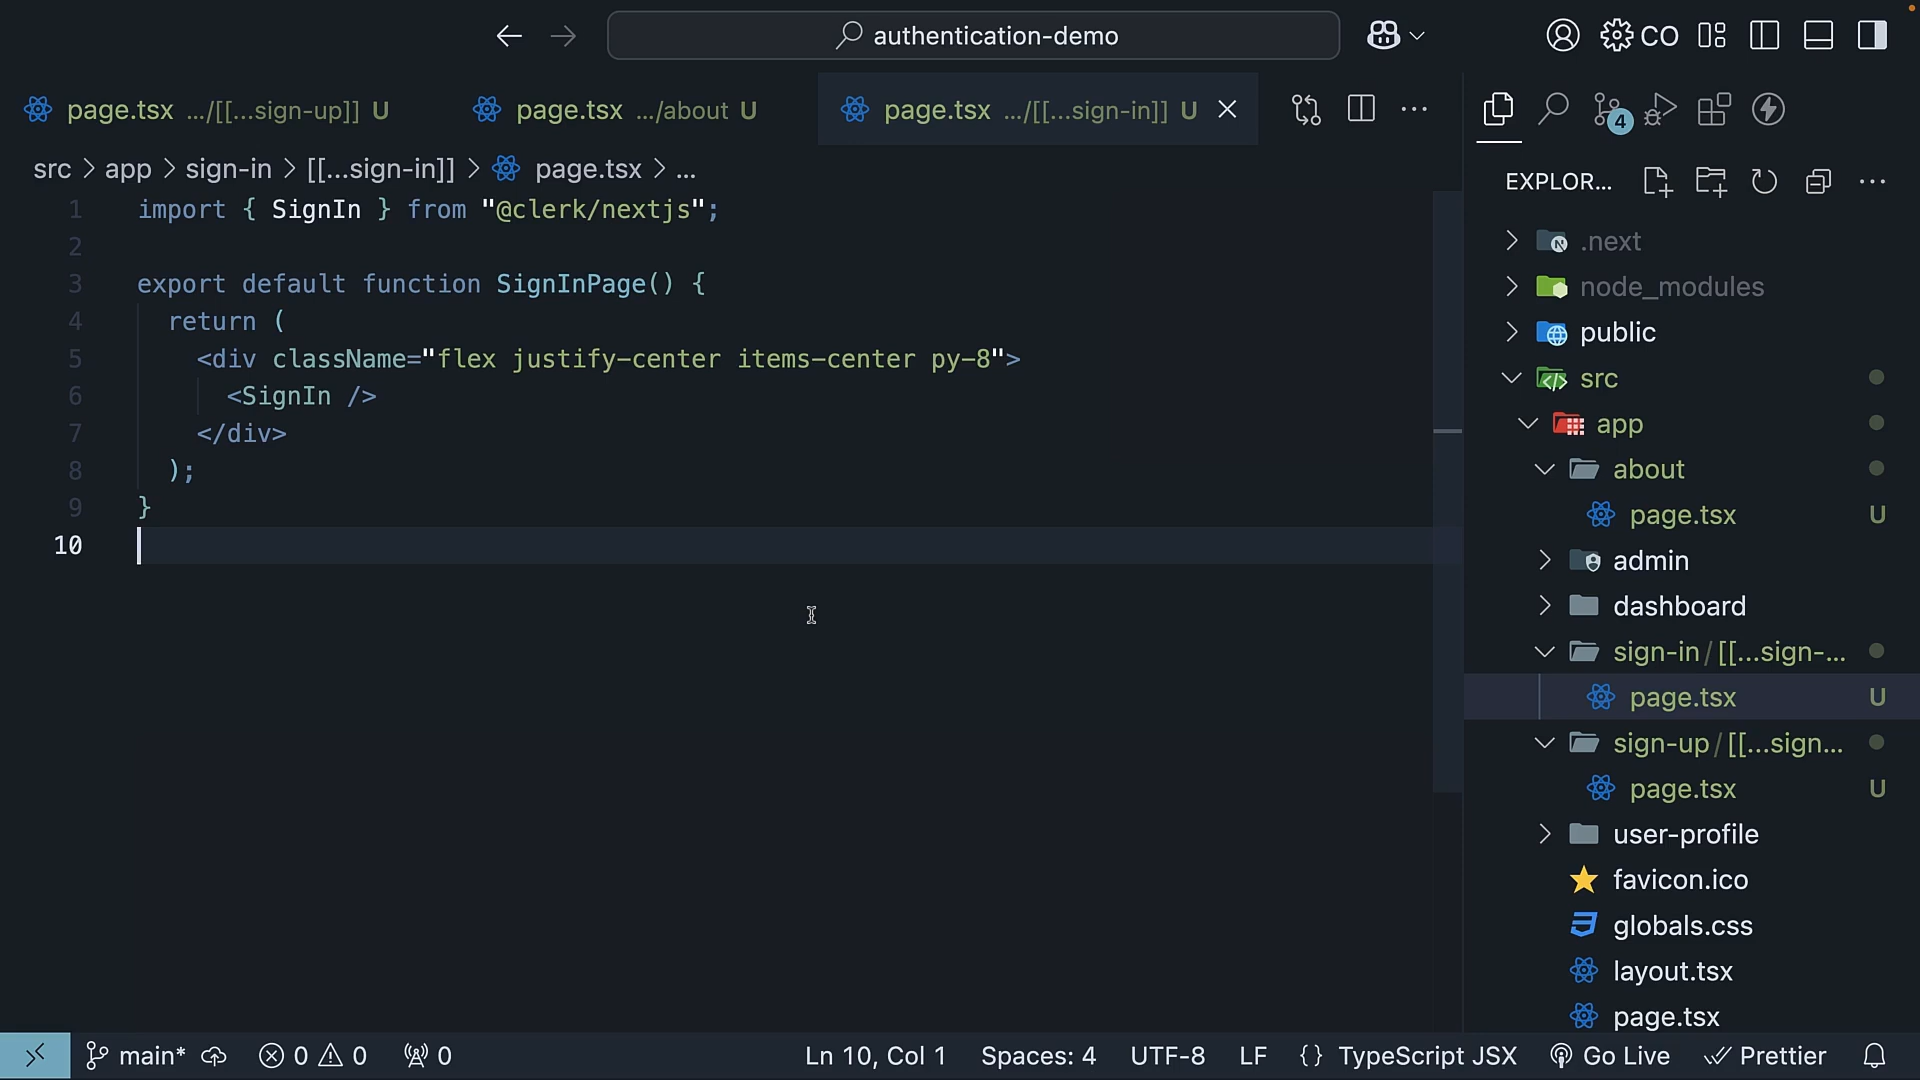 authentication-demo
CO
page.tsx .../[[...sign-up]] U
page.tsx .../about U
page.tsx .../[[...sign-in]] U
4
src > app > sign-in > [[...sign-in]] > page.tsx > ...
EXPLOR...
1 import { SignIn } from "@clerk/nextjs";
2
3 export default function SignInPage() {
4 return (
5 <div className="flex justify-center items-center py-8">
6 <SignIn />
7 </div>
8 );
9 }
10
.next
node_modules
public
src
app
about
page.tsx U
admin
dashboard
sign-in/[[...sign-...
page.tsx U
sign-up/[[...sign...
page.tsx U
user-profile
favicon.ico
globals.css
layout.tsx
page.tsx
main* 0 0 0 Ln 10, Col 1 Spaces: 4 UTF-8 LF {} TypeScript JSX Go Live Prettier